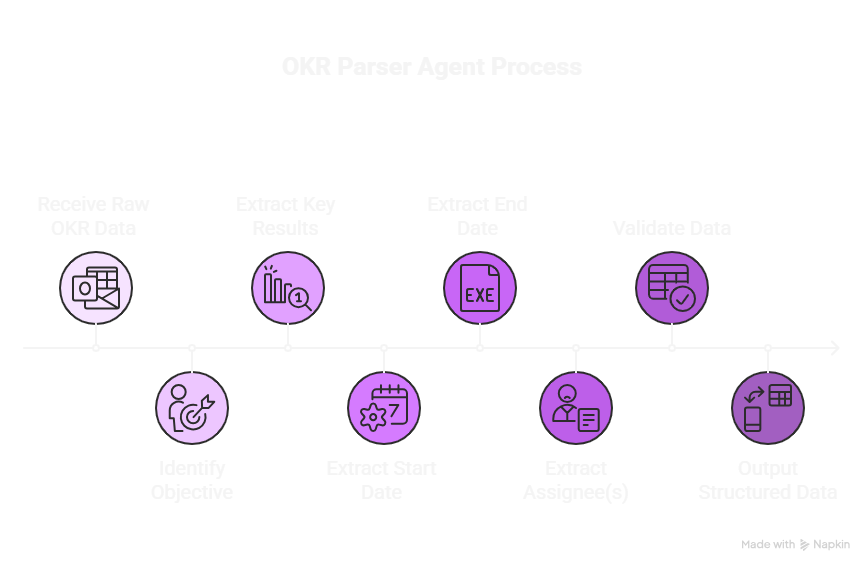 OKR Parser Agent Process
Receive Raw
OKR Data
Extract Key
Results
Extract End
Date
Validate Data
1
EXE
7
Identify
Objective
Extract Start
Date
Extract
Assignee(s)
Output
Structured Data
Made with Napkin